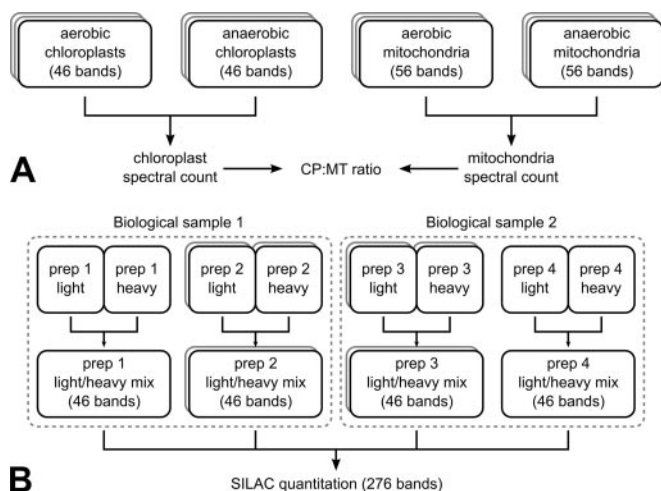 aerobic chloroplasts (46 bands)
anaerobic chloroplasts (46 bands)
aerobic mitochondria (56 bands)
anaerobic mitochondria (56 bands)
A
chloroplast spectral count
CP:MT ratio
mitochondria spectral count
Biological sample 1
Biological sample 2
prep 1 light
prep 1 heavy
prep 2 light
prep 2 heavy
prep 3 light
prep 3 heavy
prep 4 light
prep 4 heavy
prep 1 light/heavy mix (46 bands)
prep 2 light/heavy mix (46 bands)
prep 3 light/heavy mix (46 bands)
prep 4 light/heavy mix (46 bands)
B
SILAC quantitation (276 bands)